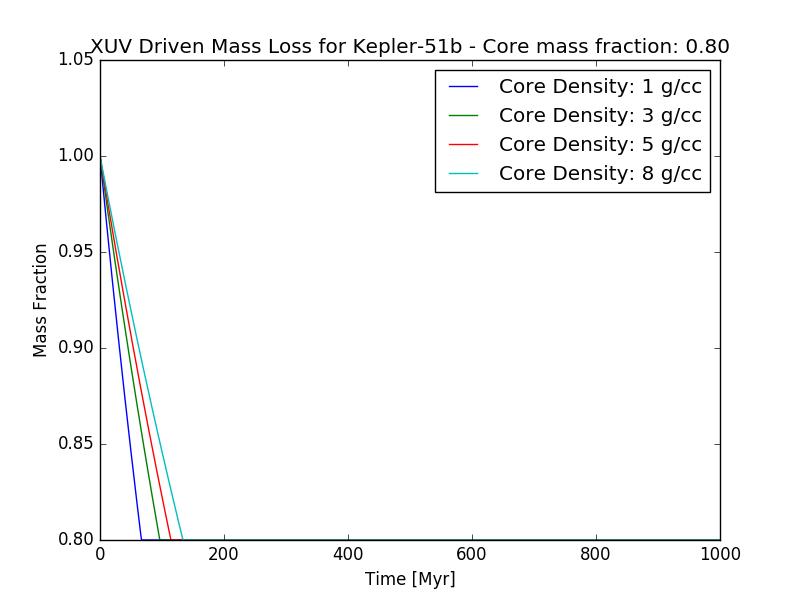 XUV Driven Mass Loss for Kepler-51b - Core mass fraction: 0.80
1.05
1.00
0.95
0.90
0.85
0.80
Mass Fraction
Core Density: 1 g/cc
Core Density: 3 g/cc
Core Density: 5 g/cc
Core Density: 8 g/cc
0 200 400 600 800 1000
Time [Myr]